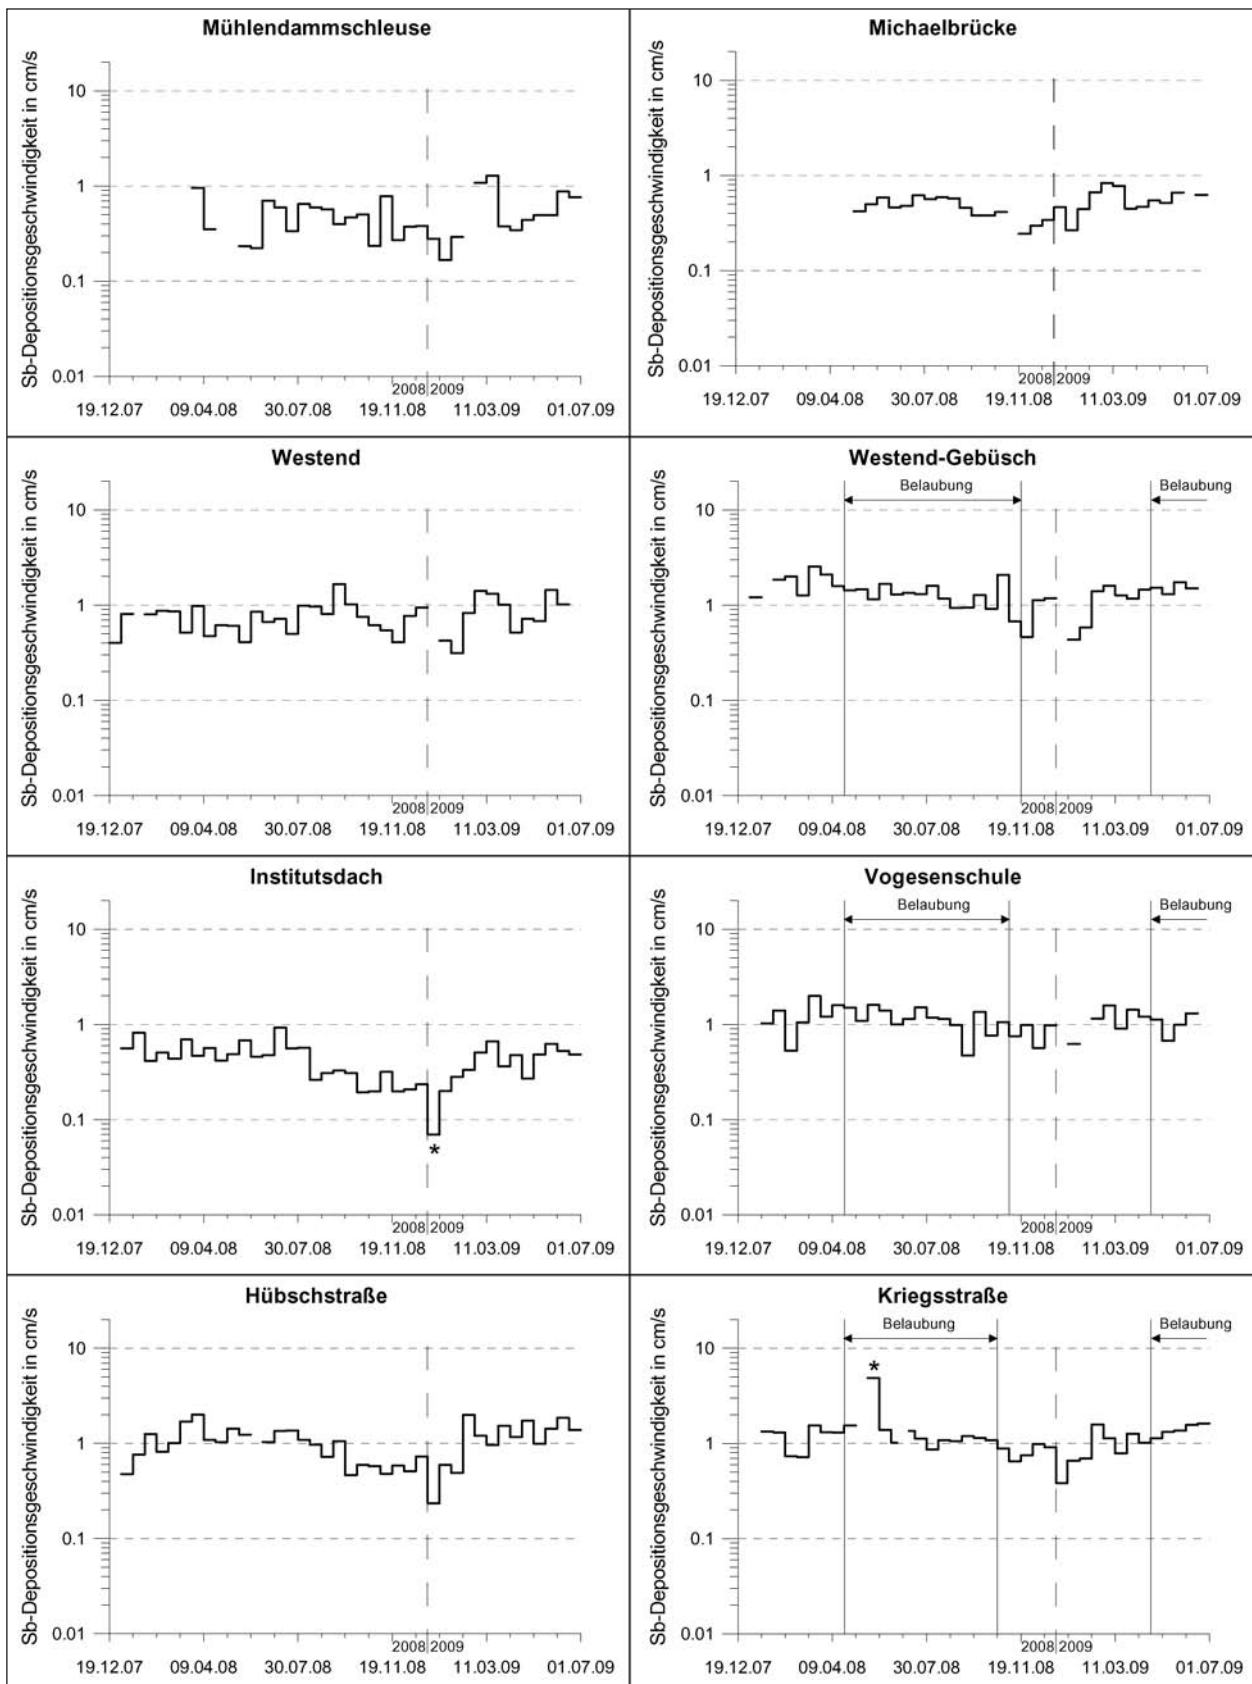 Mühlendammschleuse
Sb-Depositionsgeschwindigkeit in cm/s
10
1
0.1
0.01
2008 2009
19.12.07 09.04.08 30.07.08 19.11.08 11.03.09 01.07.09
Michaelbrücke
Sb-Depositionsgeschwindigkeit in cm/s
10
1
0.1
0.01
2008 2009
19.12.07 09.04.08 30.07.08 19.11.08 11.03.09 01.07.09
Westend
Sb-Depositionsgeschwindigkeit in cm/s
10
1
0.1
0.01
2008 2009
19.12.07 09.04.08 30.07.08 19.11.08 11.03.09 01.07.09
Westend-Gebüsch
Sb-Depositionsgeschwindigkeit in cm/s
Belaubung Belaubung
10
1
0.1
0.01
2008 2009
19.12.07 09.04.08 30.07.08 19.11.08 11.03.09 01.07.09
Institutsdach
Sb-Depositionsgeschwindigkeit in cm/s
10
1
0.1
*
0.01
2008 2009
19.12.07 09.04.08 30.07.08 19.11.08 11.03.09 01.07.09
Vogesenschule
Sb-Depositionsgeschwindigkeit in cm/s
Belaubung Belaubung
10
1
0.1
0.01
2008 2009
19.12.07 09.04.08 30.07.08 19.11.08 11.03.09 01.07.09
Hübschstraße
Sb-Depositionsgeschwindigkeit in cm/s
10
1
0.1
0.01
2008 2009
19.12.07 09.04.08 30.07.08 19.11.08 11.03.09 01.07.09
Kriegsstraße
Sb-Depositionsgeschwindigkeit in cm/s
Belaubung Belaubung
10
*
1
0.1
0.01
2008 2009
19.12.07 09.04.08 30.07.08 19.11.08 11.03.09 01.07.09